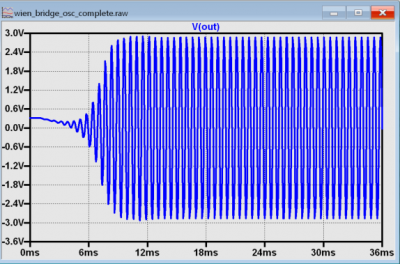 wien_bridge_osc_complete.raw
V(out)
3.0V
2.4V
1.8V
1.2V
0.6V
0.0V
-0.6V
-1.2V
-1.8V
-2.4V
-3.0V
-3.6V
0ms 6ms 12ms 18ms 24ms 30ms 36ms